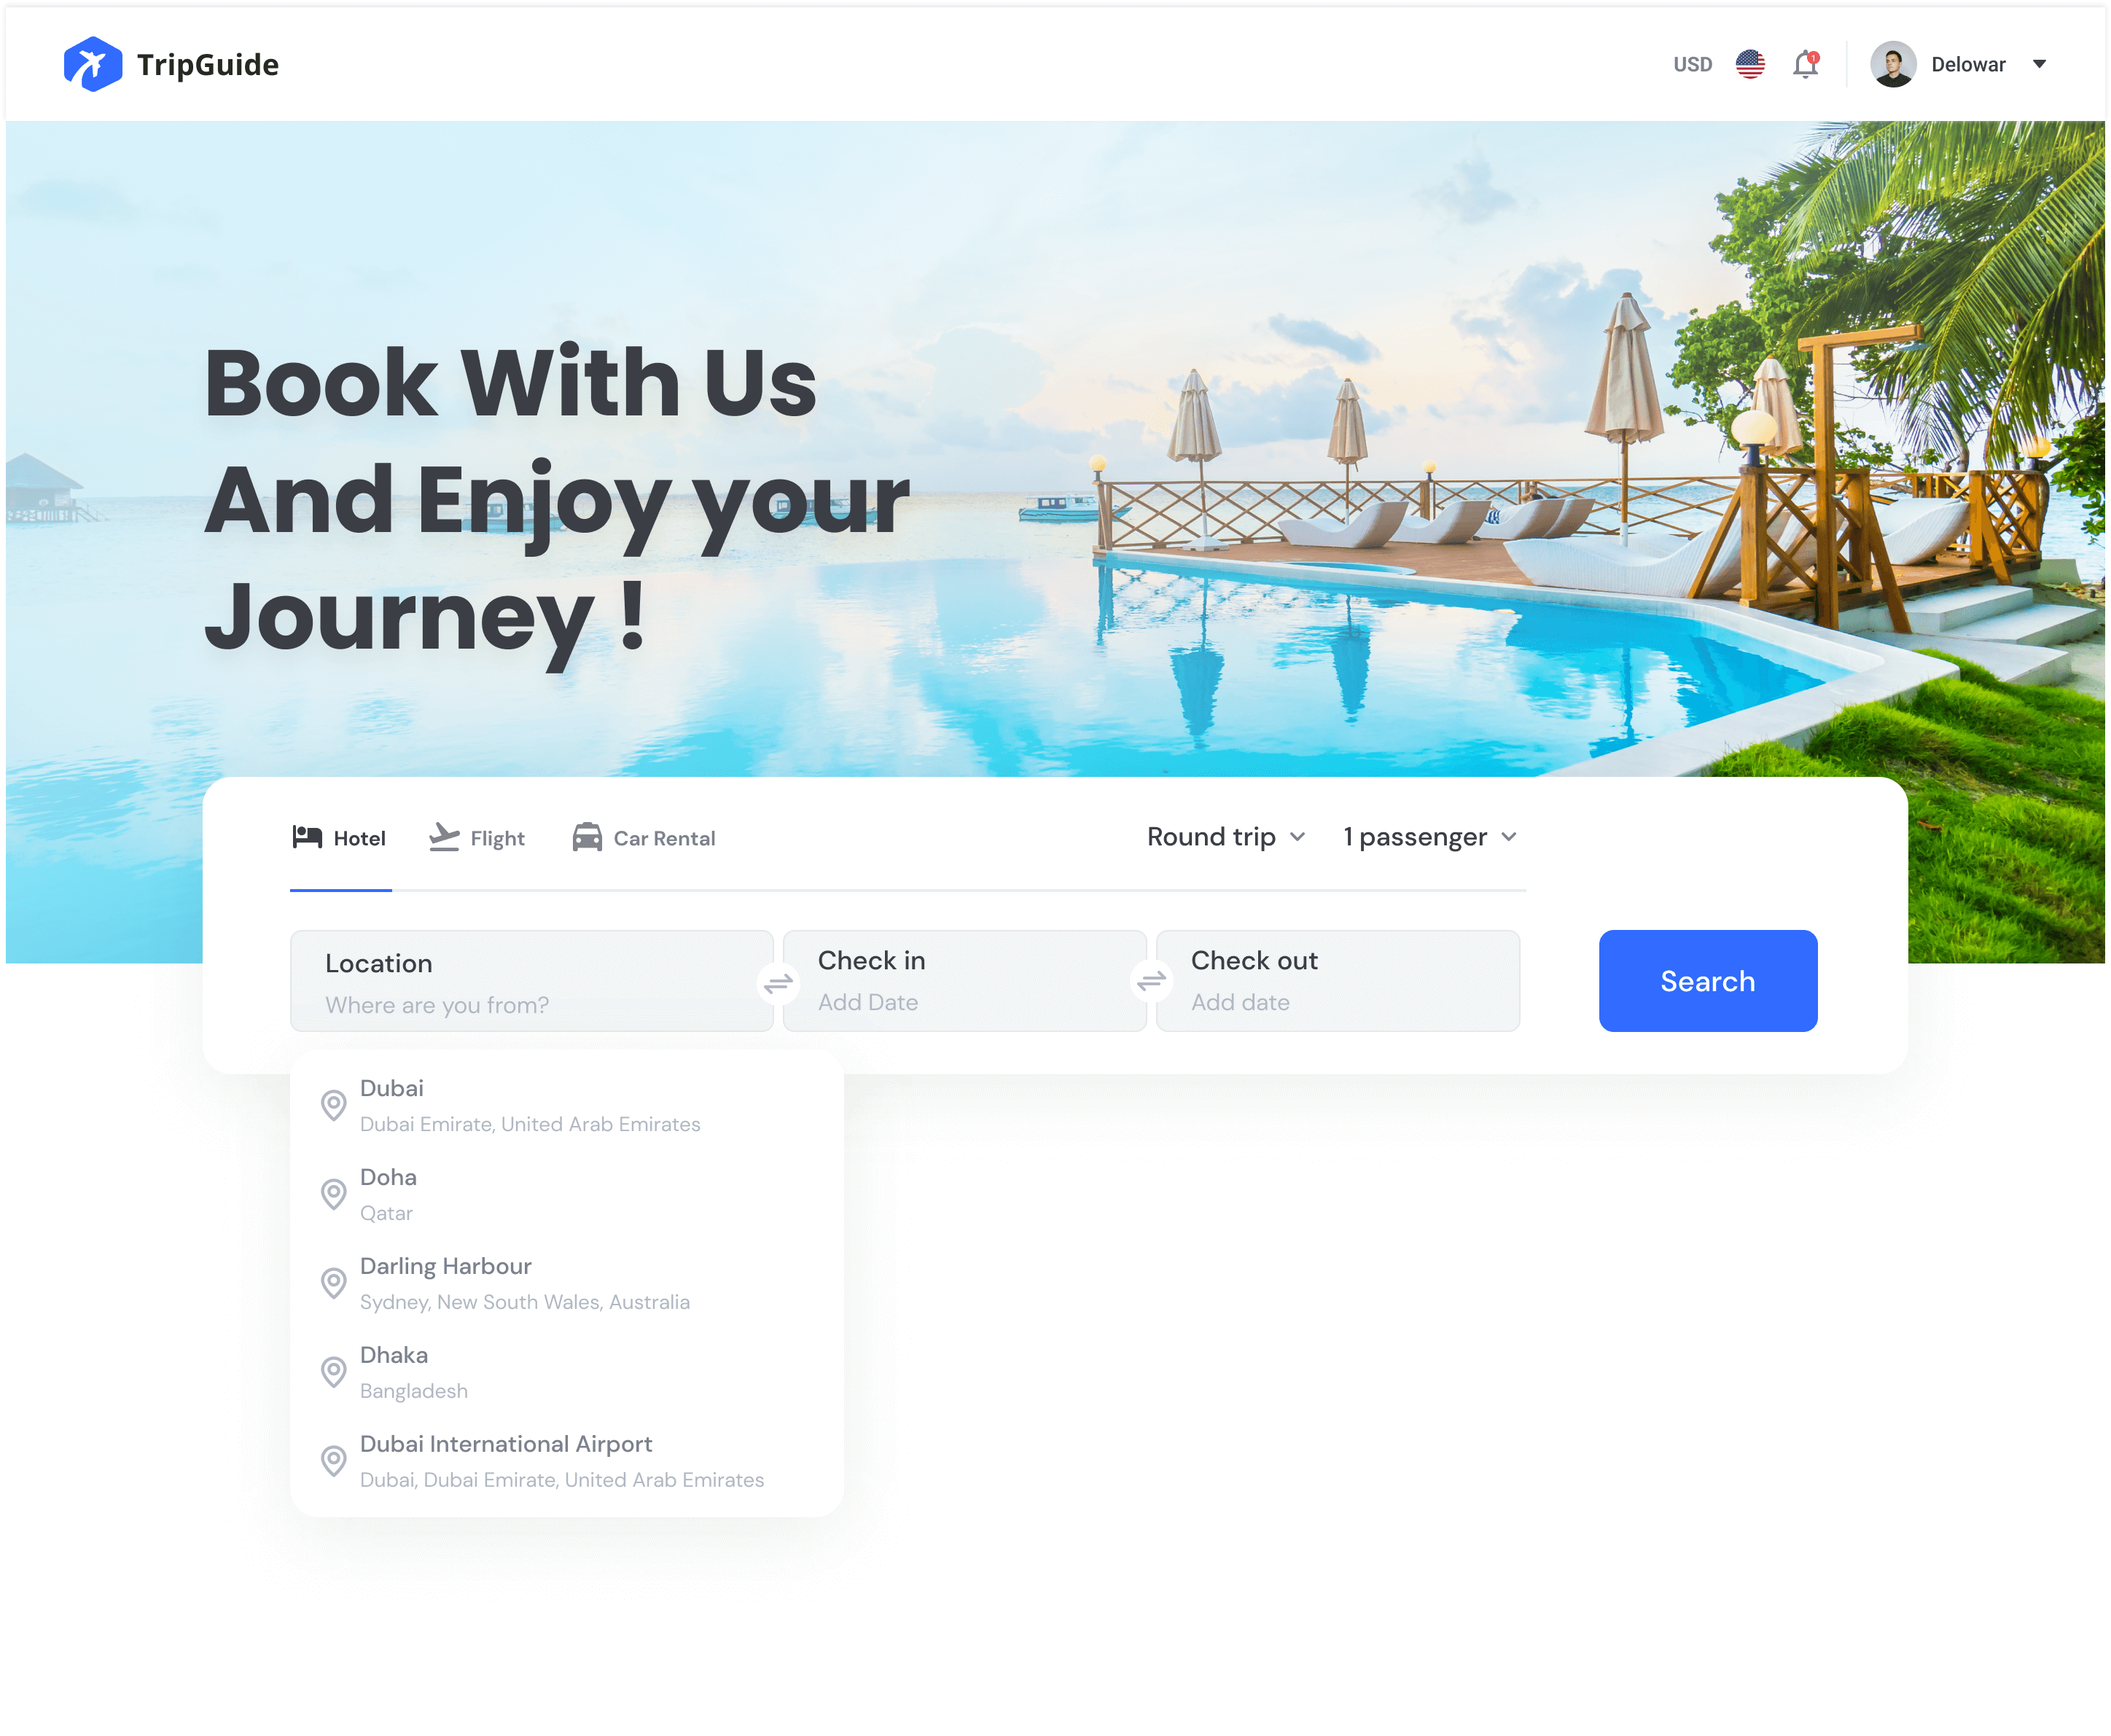 TripGuide
USD
1
Delowar
Book With Us
And Enjoy your
Journey !
Hotel
Flight
Car Rental
Round trip
1 passenger
Location
Where are you from?
Check in
Add Date
Check out
Add date
Search
Dubai
Dubai Emirate, United Arab Emirates
Doha
Qatar
Darling Harbour
Sydney, New South Wales, Australia
Dhaka
Bangladesh
Dubai International Airport
Dubai, Dubai Emirate, United Arab Emirates